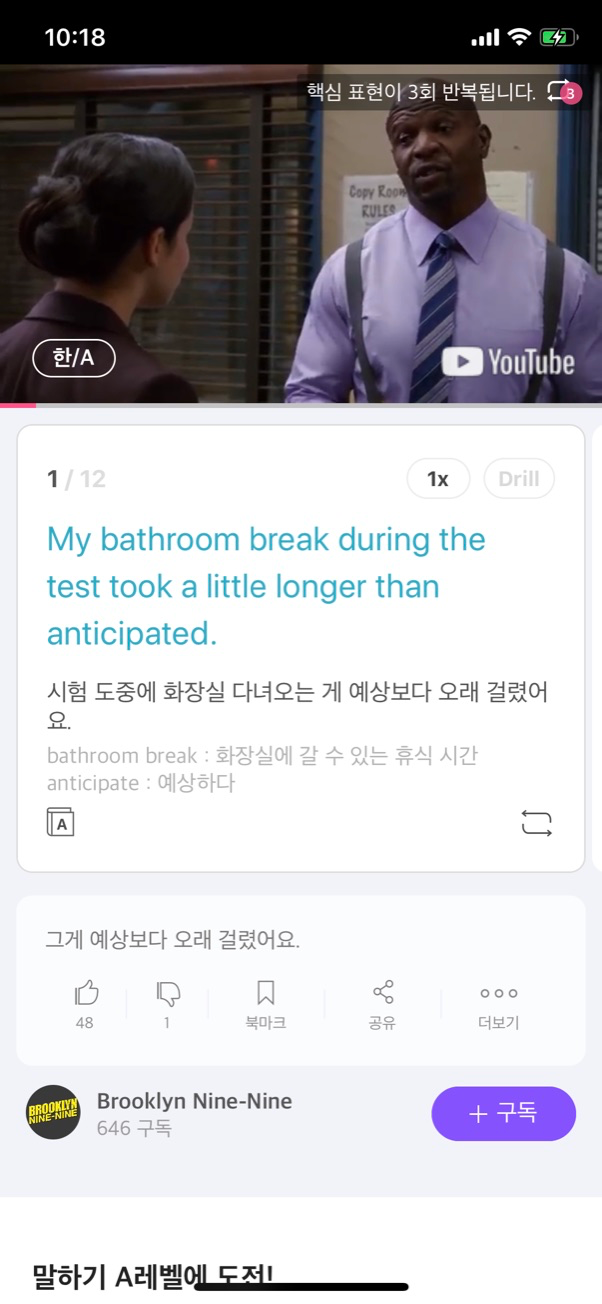 10:18
핵심 표현이 3회 반복됩니다.
3
Copy Room
RULES
한/A
YouTube
1 / 12
1x
Drill
My bathroom break during the
test took a little longer than
anticipated.
시험 도중에 화장실 다녀오는 게 예상보다 오래 걸렸어
요.
bathroom break : 화장실에 갈 수 있는 휴식 시간
anticipate : 예상하다
A
그게 예상보다 오래 걸렸어요.
48
1
북마크
공유
더보기
BROOKLYN
NINE-NINE
Brooklyn Nine-Nine
646 구독
+ 구독
말하기 A레벨에 도전!